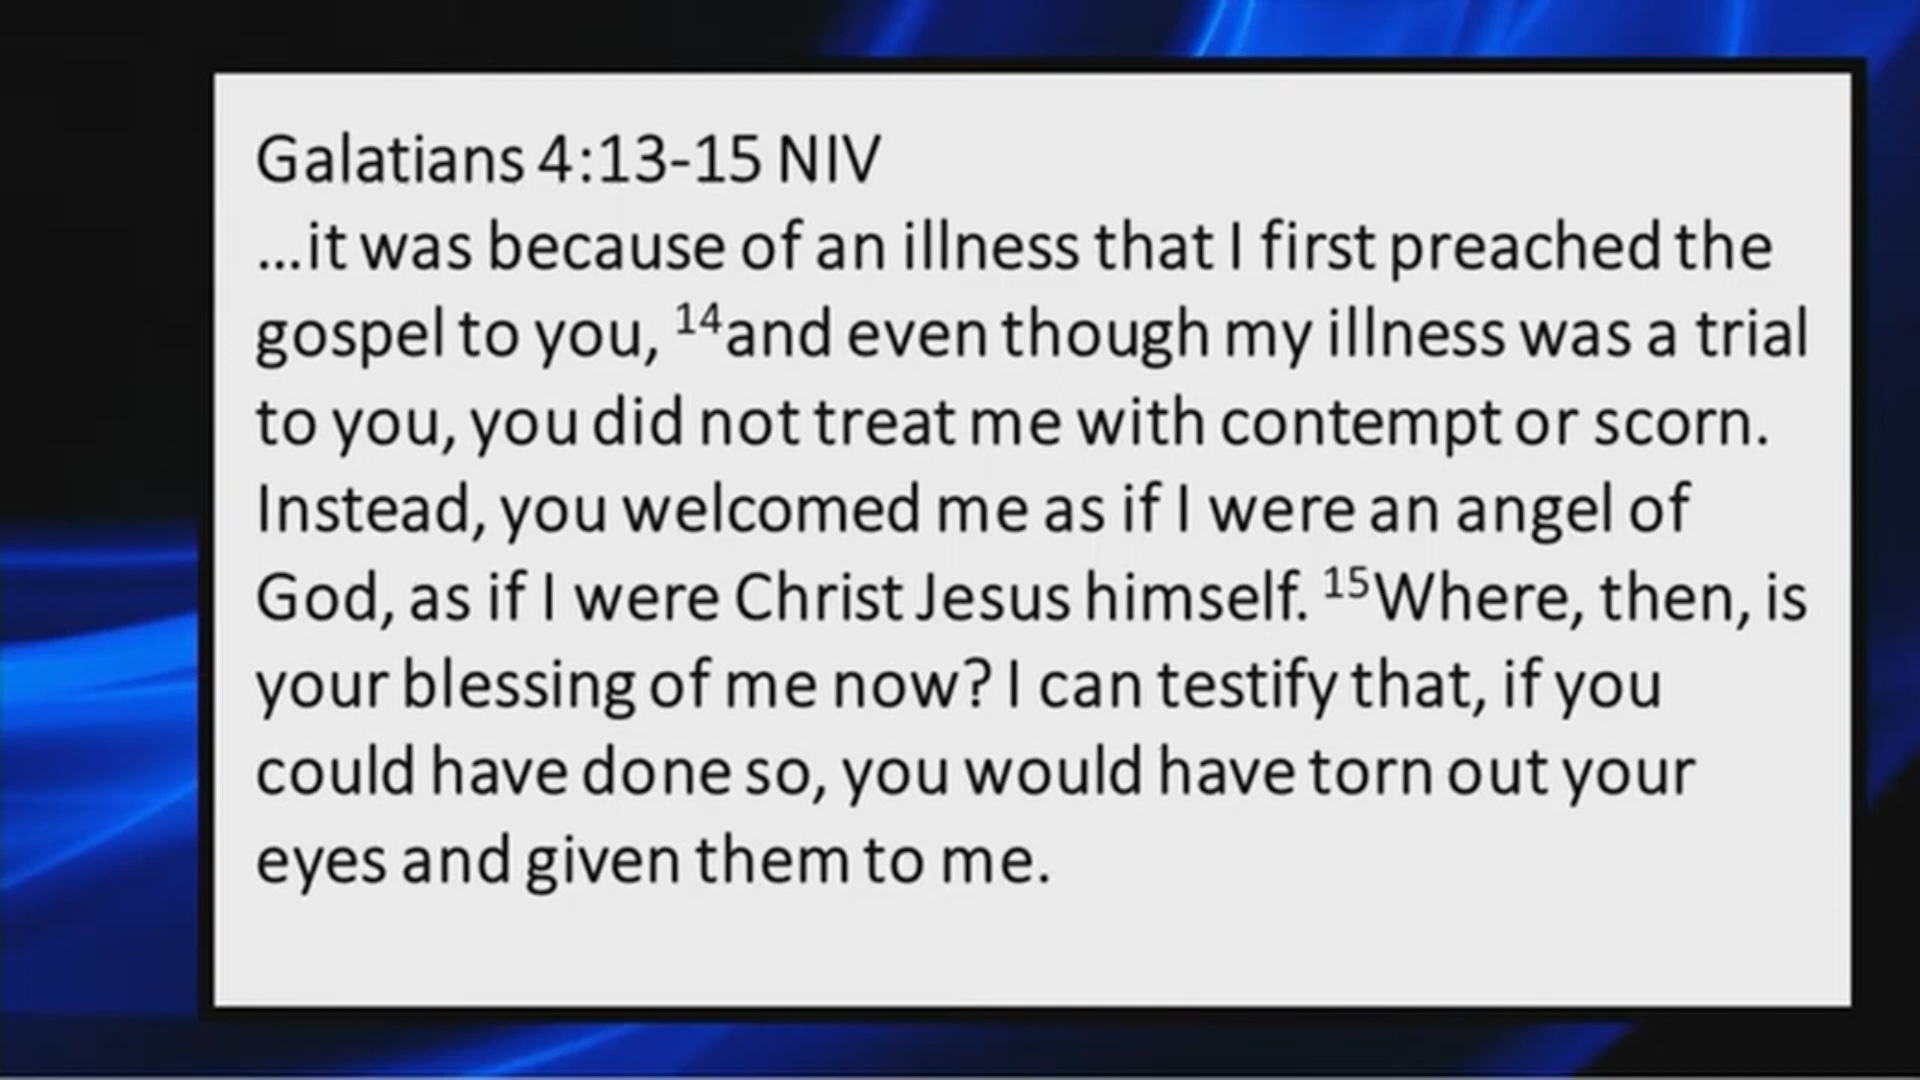 Galatians 4:13-15 NIV
...it was because of an illness that I first preached the
gospel to you, 14and even though my illness was a trial
to you, you did not treat me with contempt or scorn.
Instead, you welcomed me as if I were an angel of
God, as if I were Christ Jesus himself. 15Where, then, is
your blessing of me now? I can testify that, if you
could have done so, you would have torn out your
eyes and given them to me.